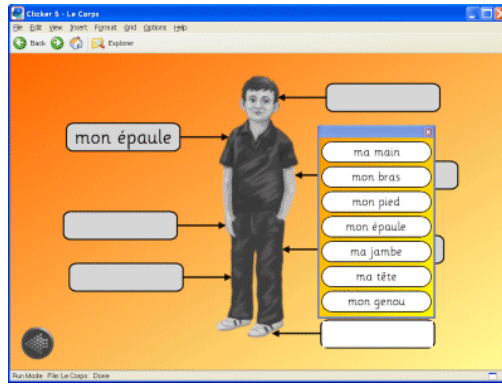 Clicker 5 - Le Corps
File Edit View Insert Format Grid Options Help
Back Explorer
mon épaule
ma main
mon bras
mon pied
mon épaule
ma jambe
ma tête
mon genou
Run Mode File: Le Corps Done